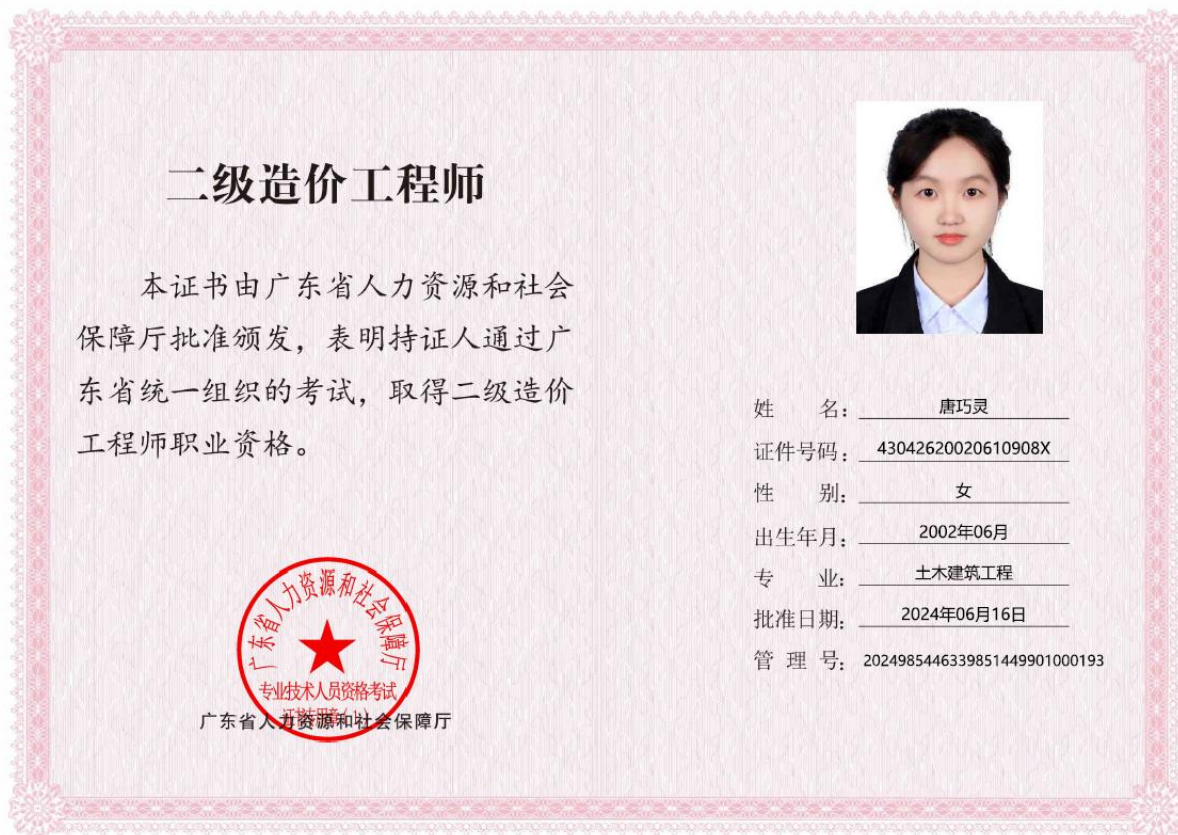 二级造价工程师
本证书由广东省人力资源和社会
保障厅批准颁发，表明持证人通过广
东省统一组织的考试，取得二级造价
工程师职业资格。
广东省人力资源和社会保障厅
专业技术人员资格考试
广东省人力资源和社会保障厅
姓 名：唐巧灵
证件号码：43042620020610908X
性 别：女
出生年月：2002年06月
专 业：土木建筑工程
批准日期：2024年06月16日
管 理 号：2024985446339851449901000193